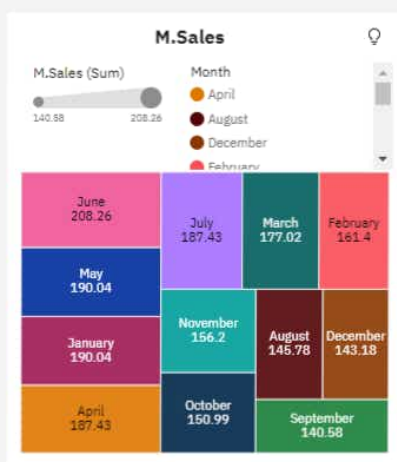 M.Sales
M.Sales (Sum)
140.58 208.26
Month
April
August
December
February
June
208.26
May
190.04
January
190.04
April
187.43
July
187.43
March
177.02
February
161.4
November
156.2
October
150.99
August
145.78
December
143.18
September
140.58